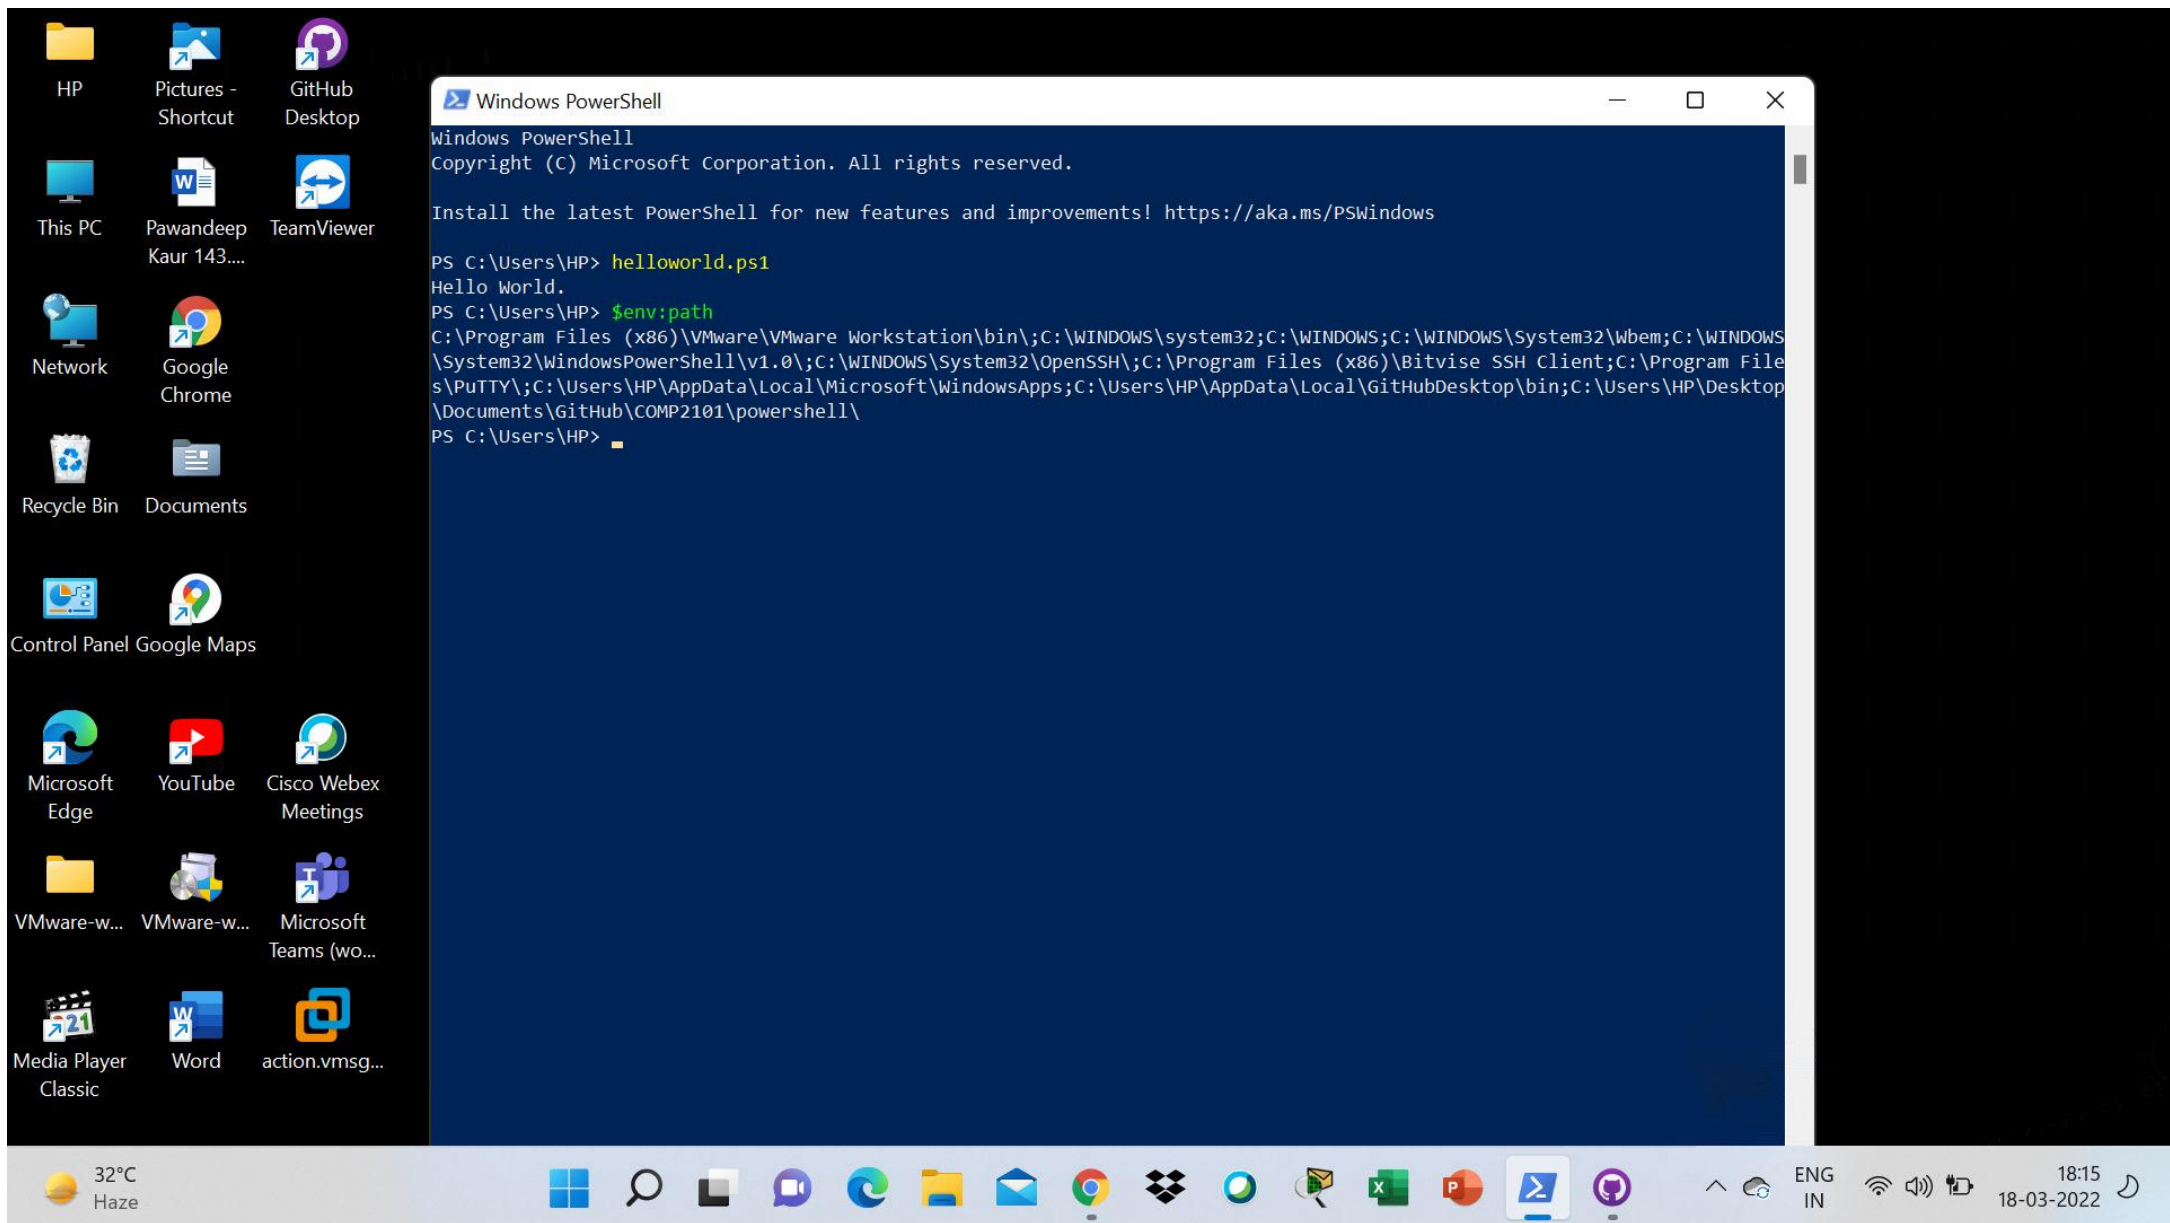 HP
Pictures -
Shortcut
GitHub
Desktop
This PC
Pawandeep
Kaur 143....
TeamViewer
Network
Google
Chrome
Recycle Bin
Documents
Control Panel
Google Maps
Microsoft
Edge
YouTube
Cisco Webex
Meetings
VMware-w...
VMware-w...
Microsoft
Teams (wo...
Media Player
Classic
Word
action.vmsg...
Windows PowerShell
Windows PowerShell
Copyright (C) Microsoft Corporation. All rights reserved.
Install the latest PowerShell for new features and improvements! https://aka.ms/PSWindows
PS C:\Users\HP> helloworld.ps1
Hello World.
PS C:\Users\HP> $env:path
C:\Program Files (x86)\VMware\VMware Workstation\bin\;C:\WINDOWS\system32;C:\WINDOWS;C:\WINDOWS\System32\Wbem;C:\WINDOWS
\System32\WindowsPowerShell\v1.0\;C:\WINDOWS\System32\OpenSSH\;C:\Program Files (x86)\Bitvise SSH Client;C:\Program File
s\PuTTY\;C:\Users\HP\AppData\Local\Microsoft\WindowsApps;C:\Users\HP\AppData\Local\GitHubDesktop\bin;C:\Users\HP\Desktop
\Documents\GitHub\COMP2101\powershell\
PS C:\Users\HP>
32°C
Haze
ENG
IN
18:15
18-03-2022